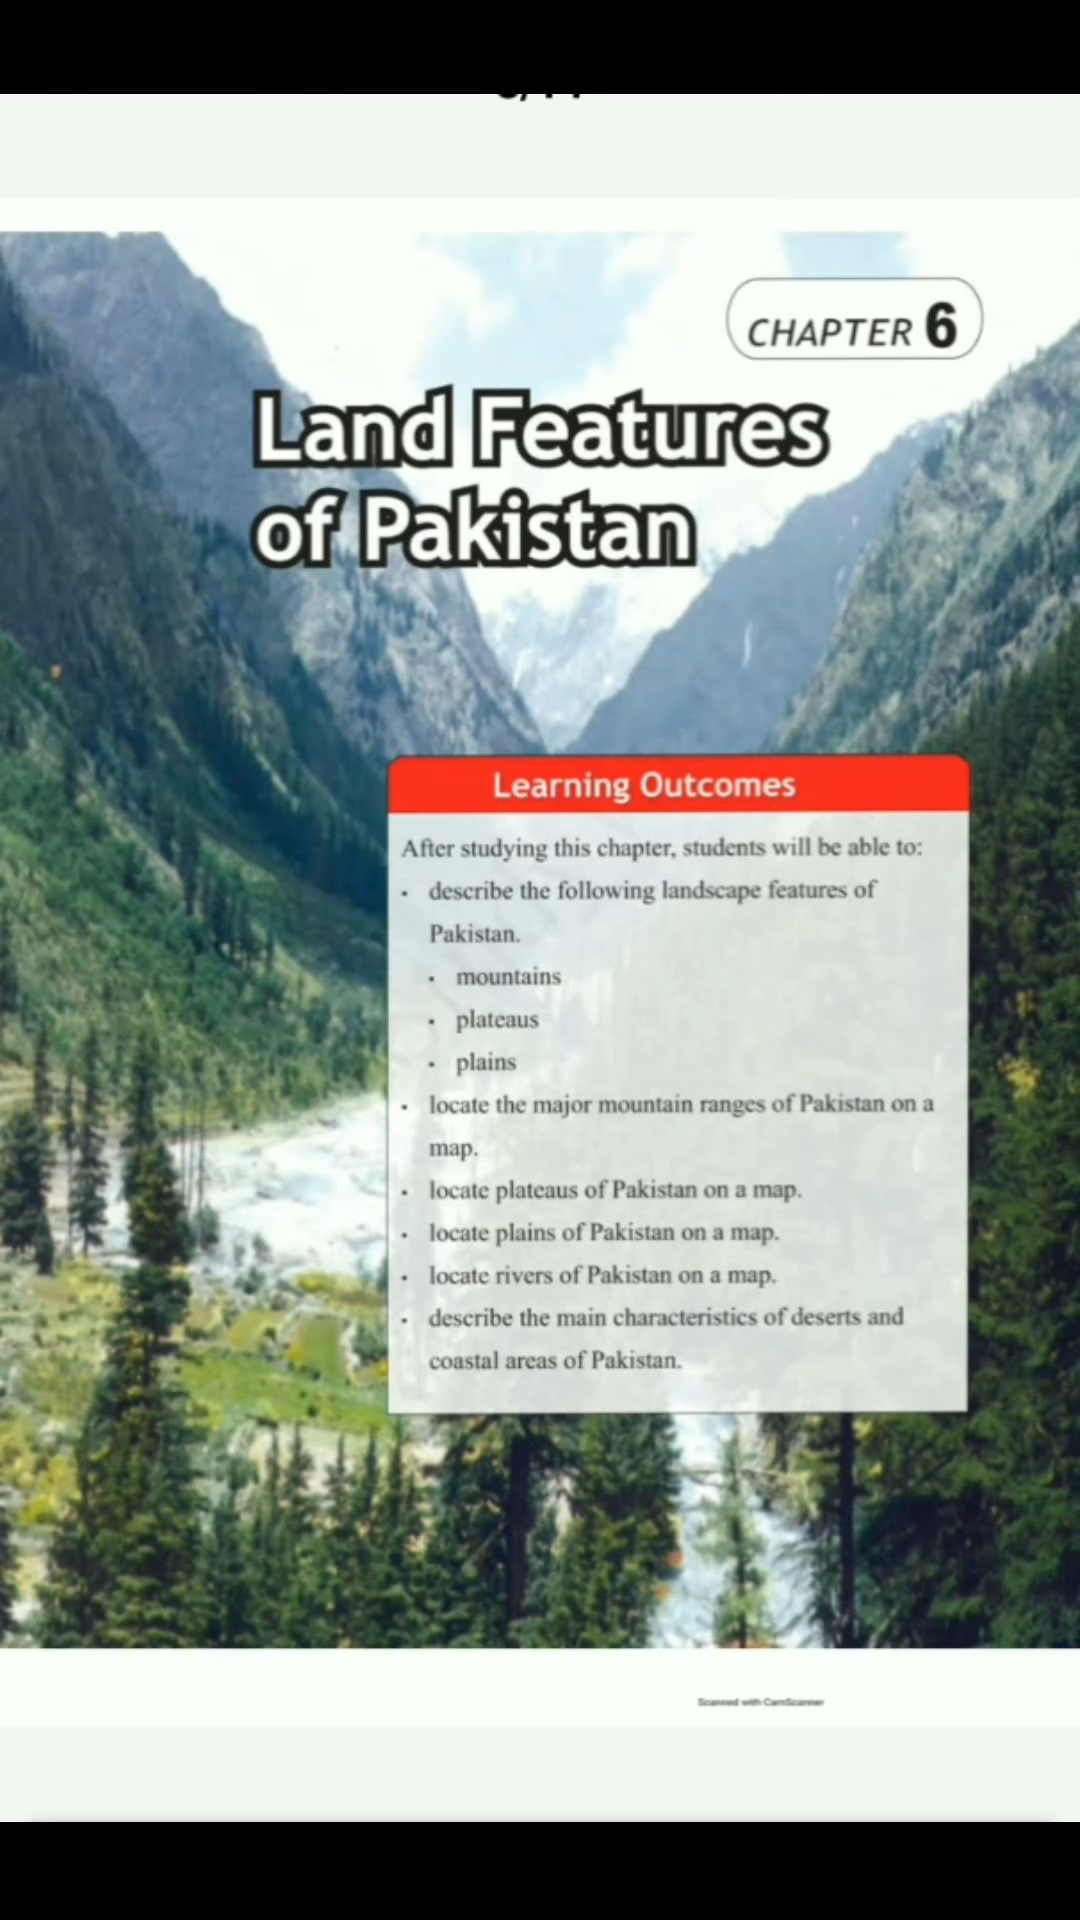 CHAPTER 6
Land Features
of Pakistan
Learning Outcomes
After studying this chapter, students will be able to:
• describe the following landscape features of
Pakistan.
• mountains
• plateaus
• plains
• locate the major mountain ranges of Pakistan on a
map.
• locate plateaus of Pakistan on a map.
• locate plains of Pakistan on a map.
• locate rivers of Pakistan on a map.
• describe the main characteristics of deserts and
coastal areas of Pakistan.
Scanned with CamScanner